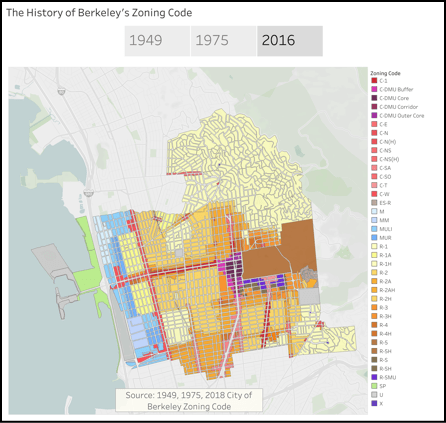 The History of Berkeley's Zoning Code
1949
1975
2016
Zoning Code
C-1
C-DMU Buffer
C-DMU Core
C-DMU Corridor
C-DMU Outer Core
C-E
C-N
C-N(H)
C-NS
C-NS(H)
C-SA
C-SO
C-T
C-W
ES-R
M
MM
MULI
MUR
R-1
R-1A
R-1H
R-2
R-2A
R-2AH
R-2H
R-3
R-3H
R-4
R-4H
R-5
R-5H
R-S
R-SH
R-SMU
SP
U
X
Source: 1949, 1975, 2018 City of
Berkeley Zoning Code